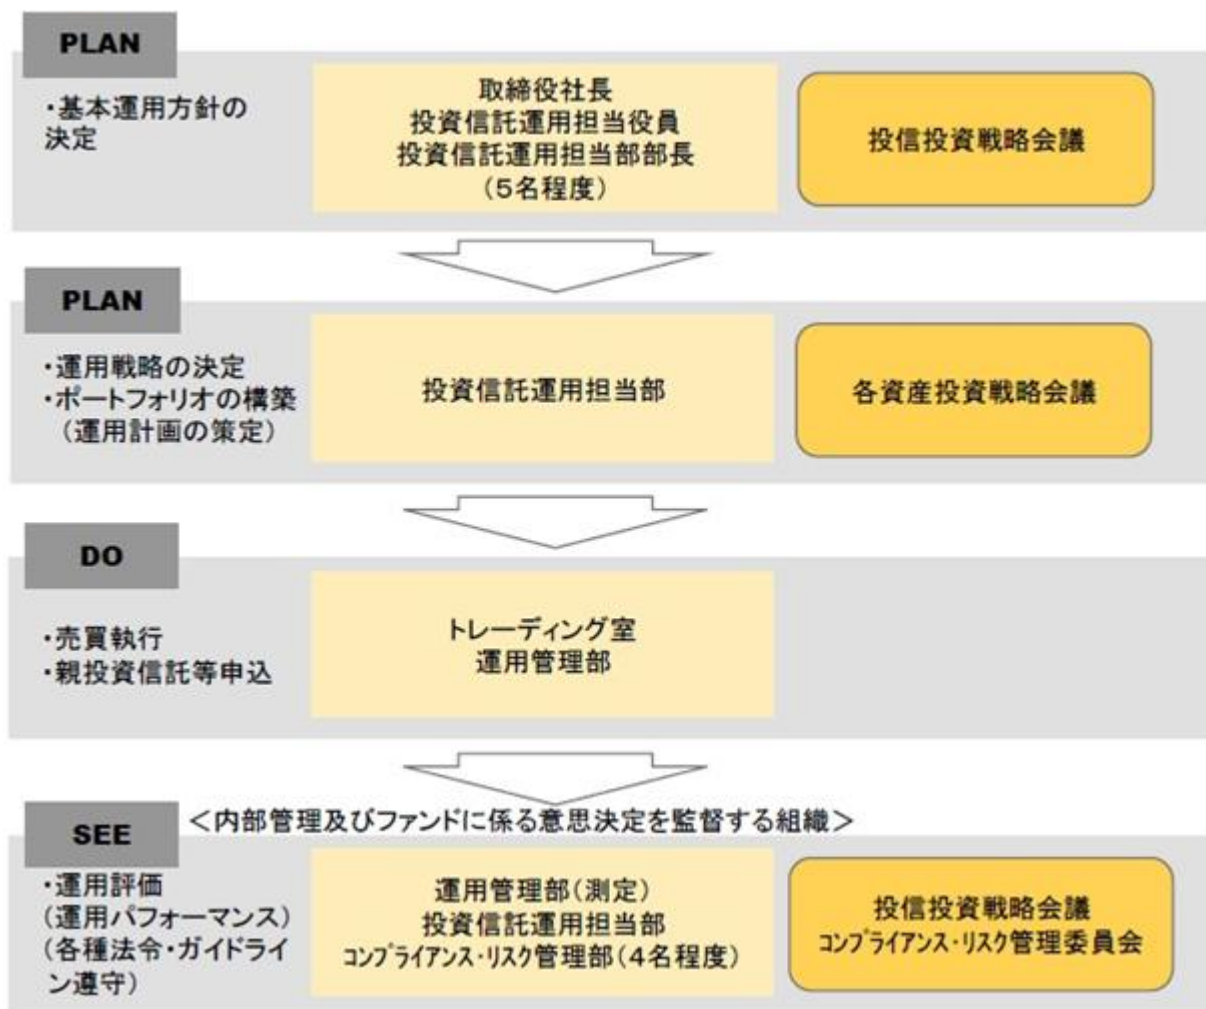 PLAN
・基本運用方針の
決定
取締役社長
投資信託運用担当役員
投資信託運用担当部部長
(5名程度)
投信投資戦略会議
PLAN
・運用戦略の決定
・ポートフォリオの構築
(運用計画の策定)
投資信託運用担当部
各資産投資戦略会議
DO
・売買執行
・親投資信託等申込
トレーディング室
運用管理部
SEE
＜内部管理及びファンドに係る意思決定を監督する組織＞
・運用評価
(運用パフォーマンス)
(各種法令・ガイドライ
ン遵守)
運用管理部(測定)
投資信託運用担当部
ｺﾝﾌﾟﾗｲｱﾝｽ・ﾘｽｸ管理部(4名程度)
投信投資戦略会議
ｺﾝﾌﾟﾗｲｱﾝｽ・ﾘｽｸ管理委員会